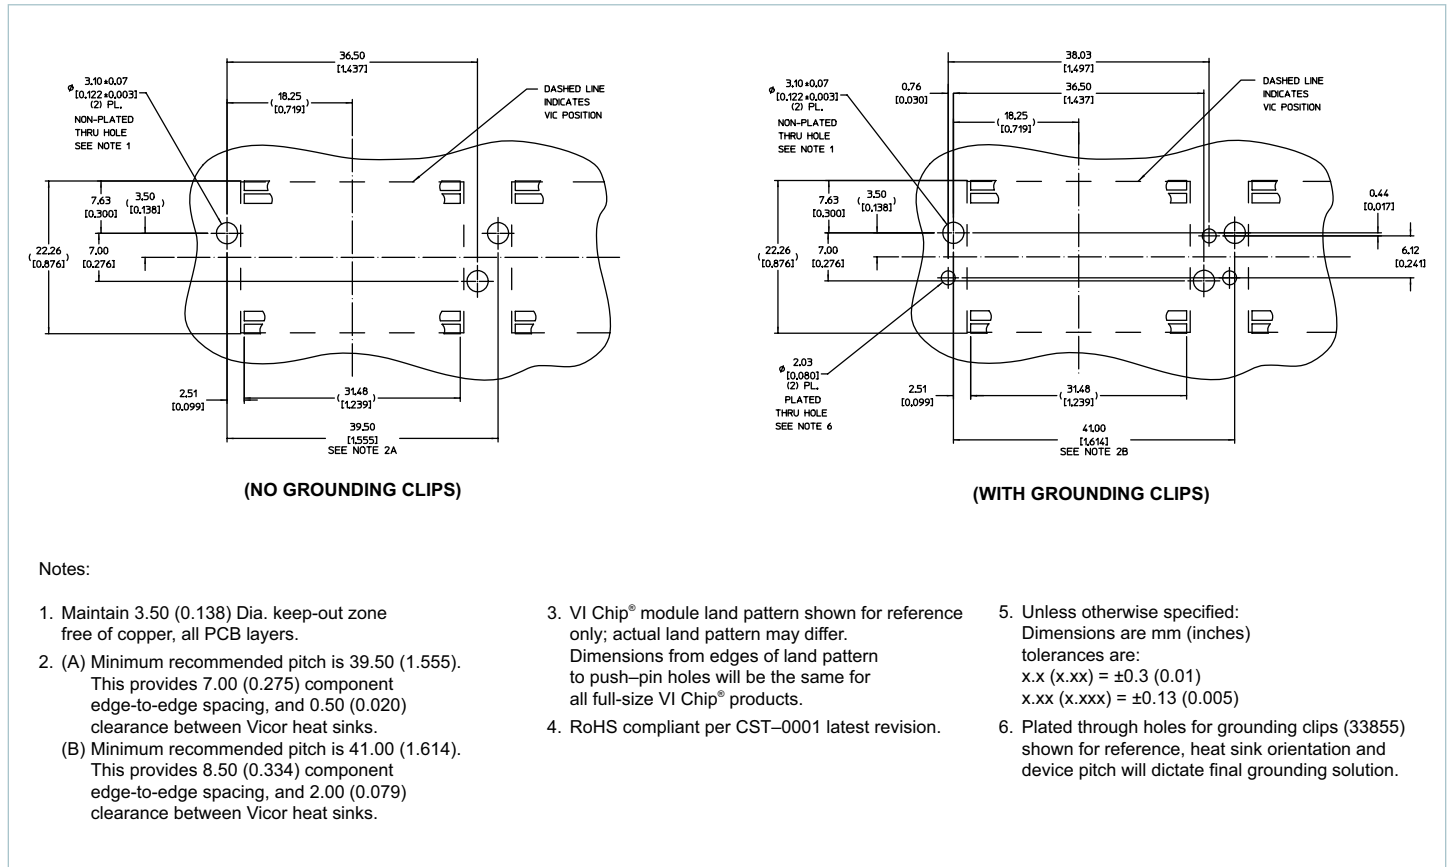 36.50
[1.437]
3.10±0.07
ø [0.122±0.003]
(2) PL.
NON-PLATED
THRU HOLE
SEE NOTE 1
(18.25
[0.719])
DASHED LINE
INDICATES
VIC POSITION
7.63
[0.300]
(3.50
[0.138])
(22.26
[0.876])
7.00
[0.276]
2.51
[0.099]
(31.48
[1.239])
39.50
[1.555]
SEE NOTE 2A
(NO GROUNDING CLIPS)
38.03
[1.497]
3.10±0.07
ø [0.122±0.003]
(2) PL.
NON-PLATED
THRU HOLE
SEE NOTE 1
0.76
[0.030]
36.50
[1.437]
(18.25
[0.719])
DASHED LINE
INDICATES
VIC POSITION
7.63
[0.300]
(3.50
[0.138])
0.44
[0.017]
(22.26
[0.876])
7.00
[0.276]
6.12
[0.241]
ø 2.03
[0.080]
(2) PL.
PLATED
THRU HOLE
SEE NOTE 6
2.51
[0.099]
(31.48
[1.239])
41.00
[1.614]
SEE NOTE 2B
(WITH GROUNDING CLIPS)
Notes:
1. Maintain 3.50 (0.138) Dia. keep-out zone
free of copper, all PCB layers.
2. (A) Minimum recommended pitch is 39.50 (1.555).
This provides 7.00 (0.275) component
edge-to-edge spacing, and 0.50 (0.020)
clearance between Vicor heat sinks.
(B) Minimum recommended pitch is 41.00 (1.614).
This provides 8.50 (0.334) component
edge-to-edge spacing, and 2.00 (0.079)
clearance between Vicor heat sinks.
3. VI Chip® module land pattern shown for reference
only; actual land pattern may differ.
Dimensions from edges of land pattern
to push–pin holes will be the same for
all full-size VI Chip® products.
4. RoHS compliant per CST–0001 latest revision.
5. Unless otherwise specified:
Dimensions are mm (inches)
tolerances are:
x.x (x.xx) = ±0.3 (0.01)
x.xx (x.xxx) = ±0.13 (0.005)
6. Plated through holes for grounding clips (33855)
shown for reference, heat sink orientation and
device pitch will dictate final grounding solution.